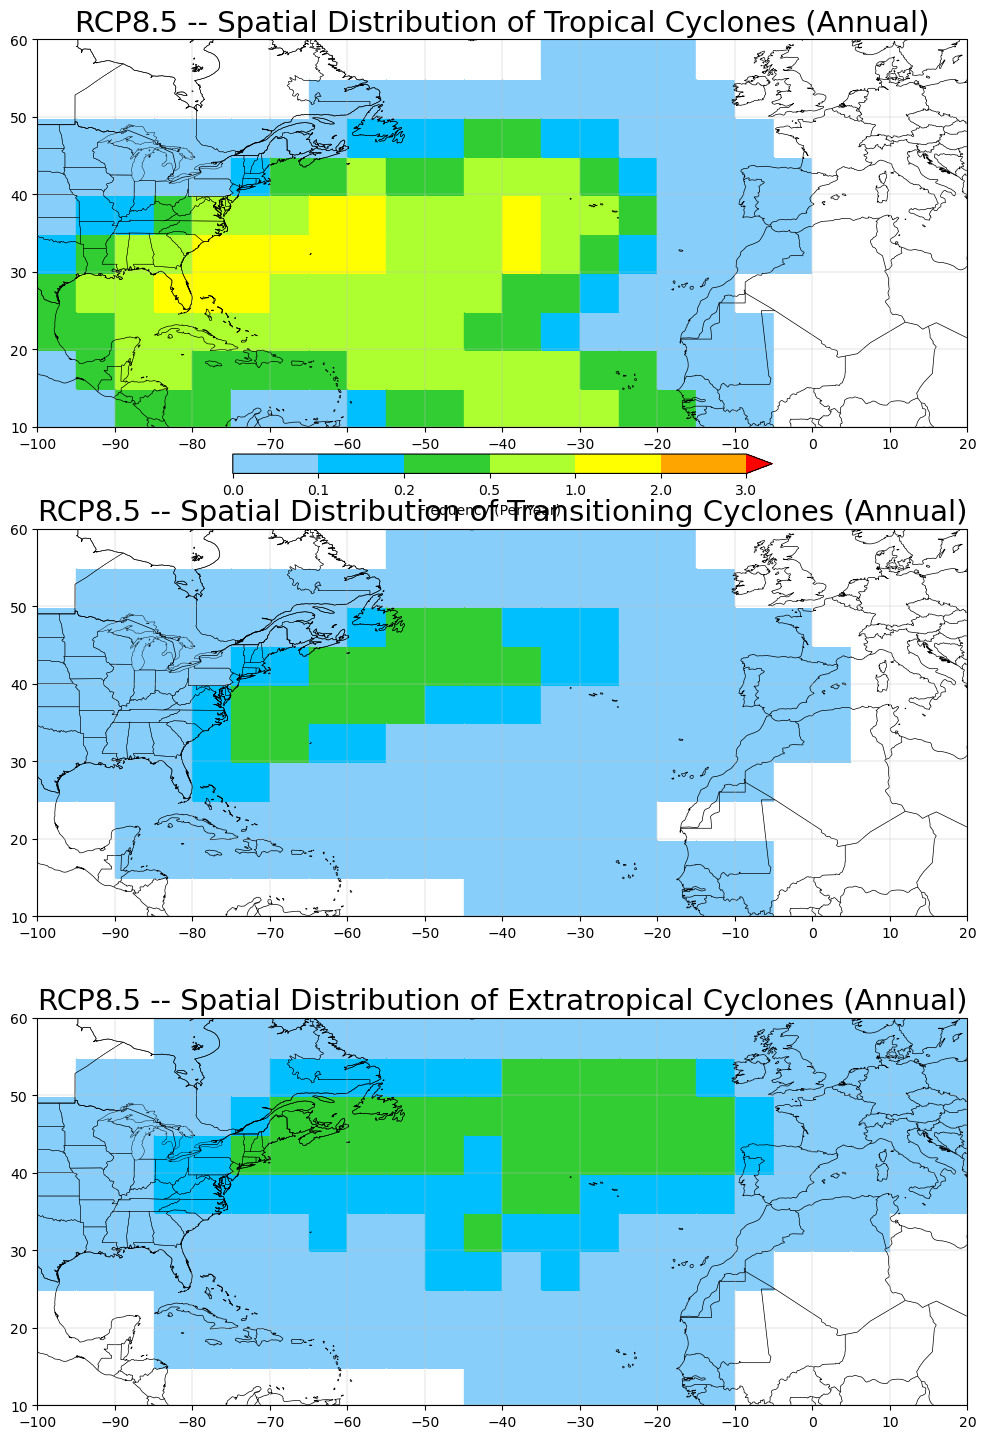 RCP8.5 -- Spatial Distribution of Tropical Cyclones (Annual)
60
50
40
30
20
10
−100 −90 −80 −70 −60 −50 −40 −30 −20 −10 0 10 20
0.0 0.1 0.2 0.5 1.0 2.0 3.0
Frequency (Per Year)
RCP8.5 -- Spatial Distribution of Transitioning Cyclones (Annual)
60
50
40
30
20
10
−100 −90 −80 −70 −60 −50 −40 −30 −20 −10 0 10 20
RCP8.5 -- Spatial Distribution of Extratropical Cyclones (Annual)
60
50
40
30
20
10
−100 −90 −80 −70 −60 −50 −40 −30 −20 −10 0 10 20